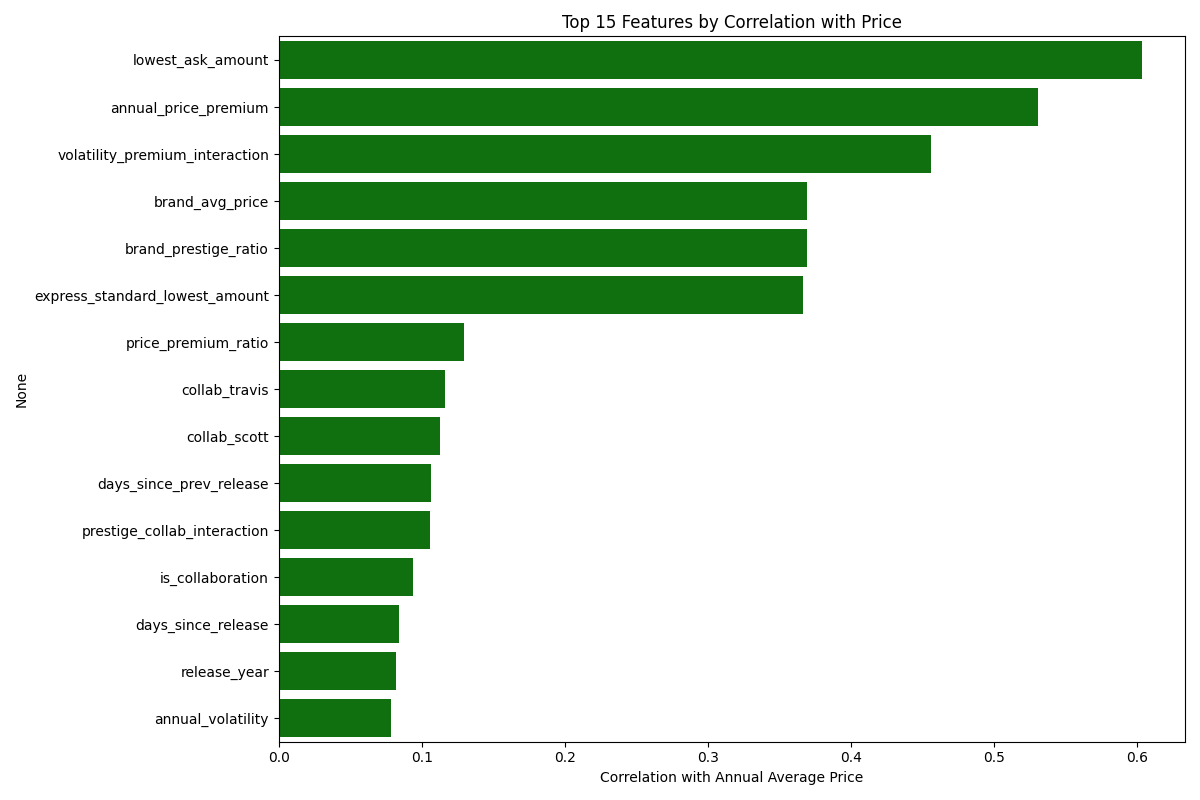 Top 15 Features by Correlation with Price
lowest_ask_amount
annual_price_premium
volatility_premium_interaction
brand_avg_price
brand_prestige_ratio
express_standard_lowest_amount
price_premium_ratio
collab_travis
collab_scott
days_since_prev_release
prestige_collab_interaction
is_collaboration
days_since_release
release_year
annual_volatility
None
0.0 0.1 0.2 0.3 0.4 0.5 0.6
Correlation with Annual Average Price